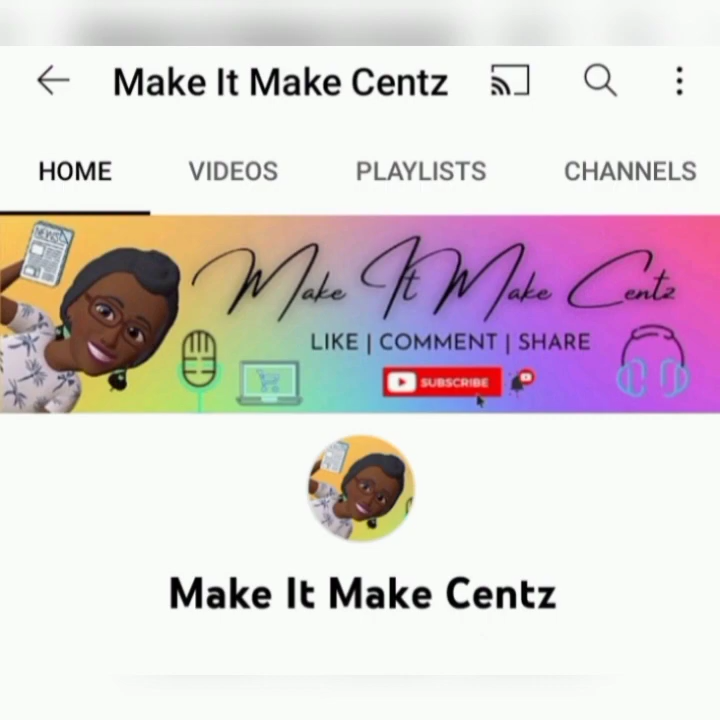 Make It Make Centz
HOME VIDEOS PLAYLISTS CHANNELS
NEWS
Make It Make Centz
LIKE | COMMENT | SHARE
SUBSCRIBE
Make It Make Centz